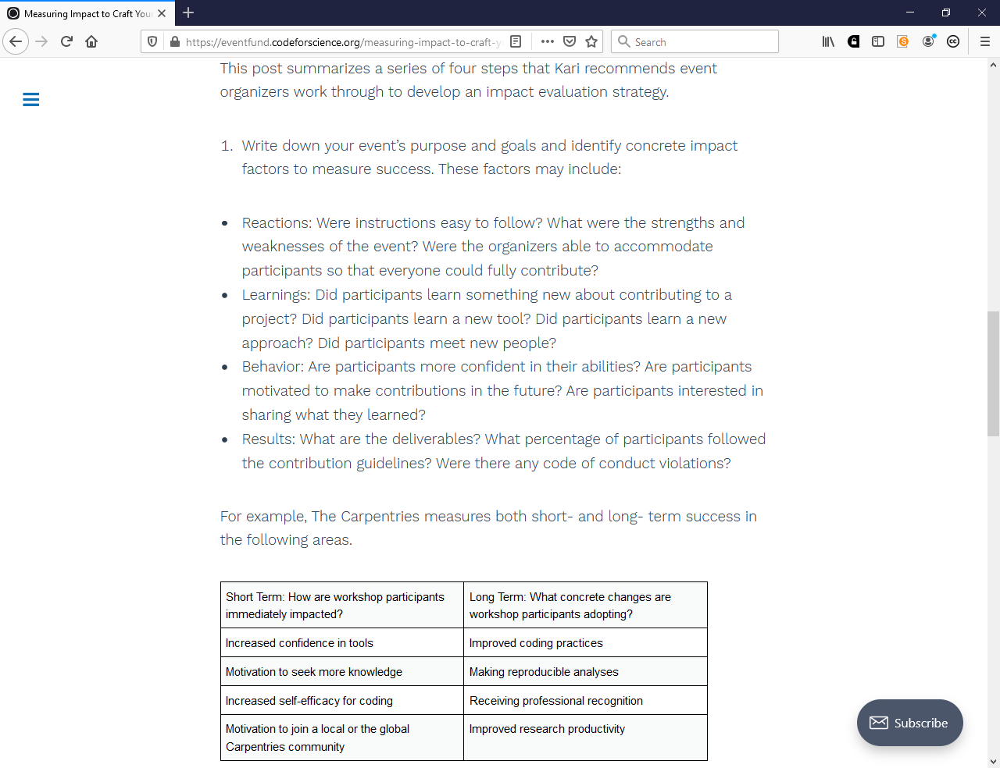 Measuring Impact to Craft You
https://eventfund.codeforscience.org/measuring-impact-to-craft-y
Search
This post summarizes a series of four steps that Kari recommends event
organizers work through to develop an impact evaluation strategy.
1. Write down your event’s purpose and goals and identify concrete impact
factors to measure success. These factors may include:
• Reactions: Were instructions easy to follow? What were the strengths and
weaknesses of the event? Were the organizers able to accommodate
participants so that everyone could fully contribute?
• Learnings: Did participants learn something new about contributing to a
project? Did participants learn a new tool? Did participants learn a new
approach? Did participants meet new people?
• Behavior: Are participants more confident in their abilities? Are participants
motivated to make contributions in the future? Are participants interested in
sharing what they learned?
• Results: What are the deliverables? What percentage of participants followed
the contribution guidelines? Were there any code of conduct violations?
For example, The Carpentries measures both short- and long- term success in
the following areas.
Short Term: How are workshop participants
immediately impacted?
Long Term: What concrete changes are
workshop participants adopting?
Increased confidence in tools
Improved coding practices
Motivation to seek more knowledge
Making reproducible analyses
Increased self-efficacy for coding
Receiving professional recognition
Motivation to join a local or the global
Carpentries community
Improved research productivity
Subscribe